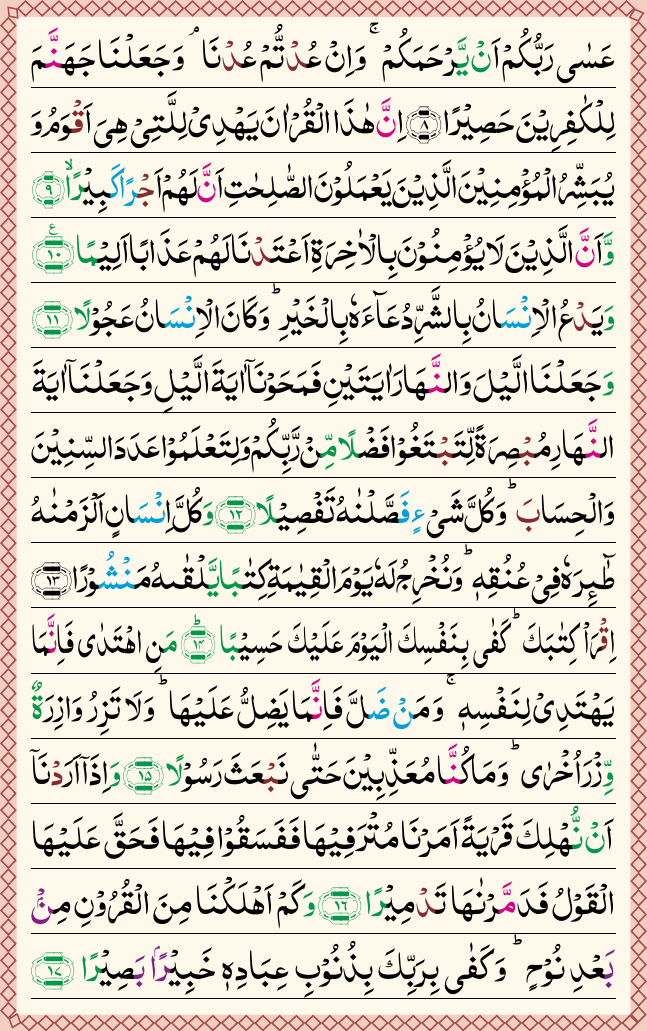 عَسٰى رَبُّكُمْ اَنْ يَّرْحَمَكُمْ ۚ وَاِنْ عُدْتُّمْ عُدْنَا ۘ وَجَعَلْنَا جَهَنَّمَ
لِلْكٰفِرِيْنَ حَصِيْرًا ﴿۸﴾ اِنَّ هٰذَا الْقُرْاٰنَ يَهْدِىْ لِلَّتِىْ هِىَ اَقْوَمُ وَ
يُبَشِّرُ الْمُؤْمِنِيْنَ الَّذِيْنَ يَعْمَلُوْنَ الصّٰلِحٰتِ اَنَّ لَهُمْ اَجْرًا كَبِيْرًا ۙ ﴿۹﴾
وَّاَنَّ الَّذِيْنَ لَا يُؤْمِنُوْنَ بِالْاٰخِرَةِ اَعْتَدْنَا لَهُمْ عَذَابًا اَلِيْمًا ﴿۱۰﴾ ع
وَيَدْعُ الْاِنْسَانُ بِالشَّرِّ دُعَآءَهٗ بِالْخَيْرِ ؕ وَكَانَ الْاِنْسَانُ عَجُوْلًا ﴿۱۱﴾
وَجَعَلْنَا الَّيْلَ وَالنَّهَارَ اٰيَتَيْنِ فَمَحَوْنَاۤ اٰيَةَ الَّيْلِ وَجَعَلْنَاۤ اٰيَةَ
النَّهَارِ مُبْصِرَةً لِّتَبْتَغُوْا فَضْلًا مِّنْ رَّبِّكُمْ وَلِتَعْلَمُوْا عَدَدَ السِّنِيْنَ
وَالْحِسَابَ ؕ وَكُلَّ شَىْءٍ فَصَّلْنٰهُ تَفْصِيْلًا ﴿۱۲﴾ وَكُلَّ اِنْسَانٍ اَلْزَمْنٰهُ
طٰٓئِرَهٗ فِىْ عُنُقِهٖ ؕ وَنُخْرِجُ لَهٗ يَوْمَ الْقِيٰمَةِ كِتٰبًا يَّلْقٰٮهُ مَنْشُوْرًا ﴿۱۳﴾
اِقْرَاْ كِتٰبَكَ ؕ كَفٰى بِنَفْسِكَ الْيَوْمَ عَلَيْكَ حَسِيْبًا ؕ ﴿۱۴﴾ مَنِ اهْتَدٰى فَاِنَّمَا
يَهْتَدِىْ لِنَفْسِهٖ ۚ وَمَنْ ضَلَّ فَاِنَّمَا يَضِلُّ عَلَيْهَا ؕ وَلَا تَزِرُ وَازِرَةٌ
وِّزْرَ اُخْرٰى ؕ وَمَا كُنَّا مُعَذِّبِيْنَ حَتّٰى نَبْعَثَ رَسُوْلًا ﴿۱۵﴾ وَاِذَاۤ اَرَدْنَاۤ
اَنْ نُّهْلِكَ قَرْيَةً اَمَرْنَا مُتْرَفِيْهَا فَفَسَقُوْا فِيْهَا فَحَقَّ عَلَيْهَا
الْقَوْلُ فَدَمَّرْنٰهَا تَدْمِيْرًا ﴿۱۶﴾ وَكَمْ اَهْلَكْنَا مِنَ الْقُرُوْنِ مِنْۢ
بَعْدِ نُوْحٍ ؕ وَكَفٰى بِرَبِّكَ بِذُنُوْبِ عِبَادِهٖ خَبِيْرًۢا بَصِيْرًا ﴿۱۷﴾